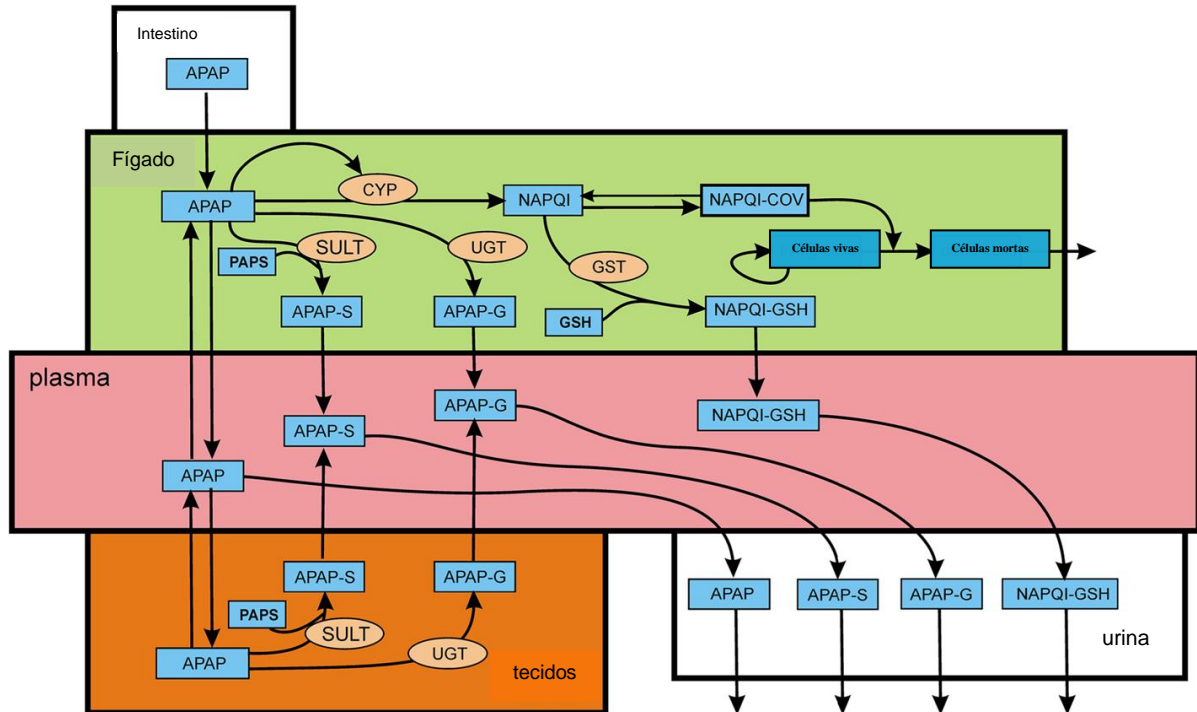 Intestino
APAP
Fígado
CYP
APAP
NAPQI
NAPQI-COV
SULT
UGT
PAPS
Células vivas
Células mortas
GST
APAP-S
APAP-G
GSH
NAPQI-GSH
plasma
APAP-G
NAPQI-GSH
APAP-S
APAP
APAP-S
APAP-G
PAPS
SULT
UGT
APAP
tecidos
APAP
APAP-S
APAP-G
NAPQI-GSH
urina